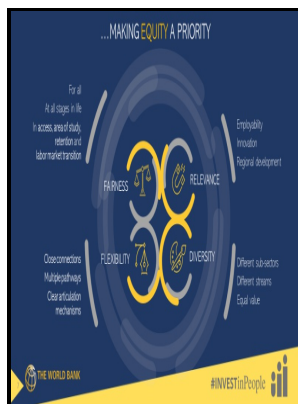 ...MAKING EQUITY A PRIORITY
For all
At all stages in life
In access, area of study,
retention and
labor market transition
Employability
Innovation
Regional development
FAIRNESS
RELEVANCE
FLEXIBILITY
DIVERSITY
Close connections
Multiple pathways
Clear articulation
mechanisms
Different sub-sectors
Different streams
Equal value
THE WORLD BANK
#INVESTinPeople